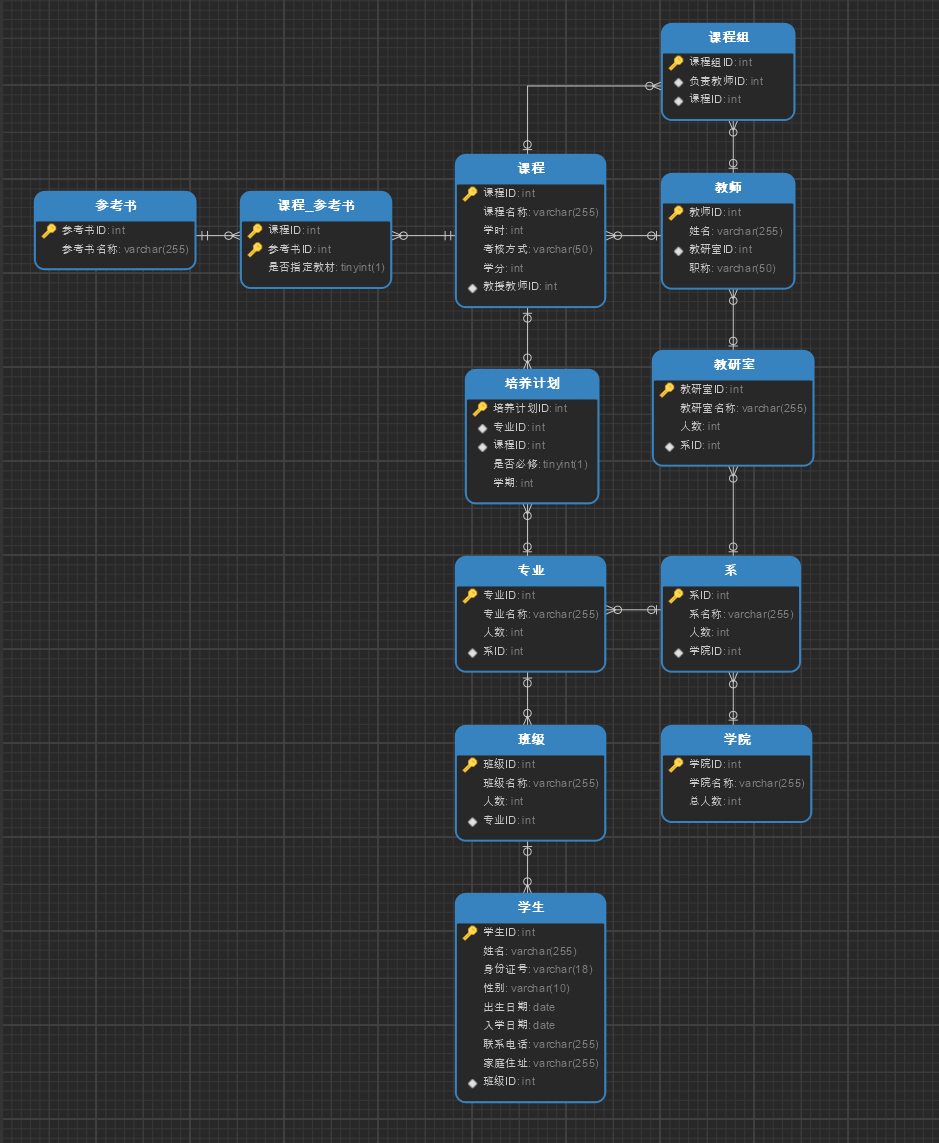 课程组
课程组ID: int
负责教师ID: int
课程ID: int
课程
课程ID: int
课程名称: varchar(255)
学时: int
考核方式: varchar(50)
学分: int
教授教师ID: int
教师
教师ID: int
姓名: varchar(255)
教研室ID: int
职称: varchar(50)
参考书
参考书ID: int
参考书名称: varchar(255)
课程_参考书
课程ID: int
参考书ID: int
是否指定教材: tinyint(1)
培养计划
培养计划ID: int
专业ID: int
课程ID: int
是否必修: tinyint(1)
学期: int
教研室
教研室ID: int
教研室名称: varchar(255)
人数: int
系ID: int
专业
专业ID: int
专业名称: varchar(255)
人数: int
系ID: int
系
系ID: int
系名称: varchar(255)
人数: int
学院ID: int
班级
班级ID: int
班级名称: varchar(255)
人数: int
专业ID: int
学院
学院ID: int
学院名称: varchar(255)
总人数: int
学生
学生ID: int
姓名: varchar(255)
身份证号: varchar(18)
性别: varchar(10)
出生日期: date
入学日期: date
联系电话: varchar(255)
家庭住址: varchar(255)
班级ID: int